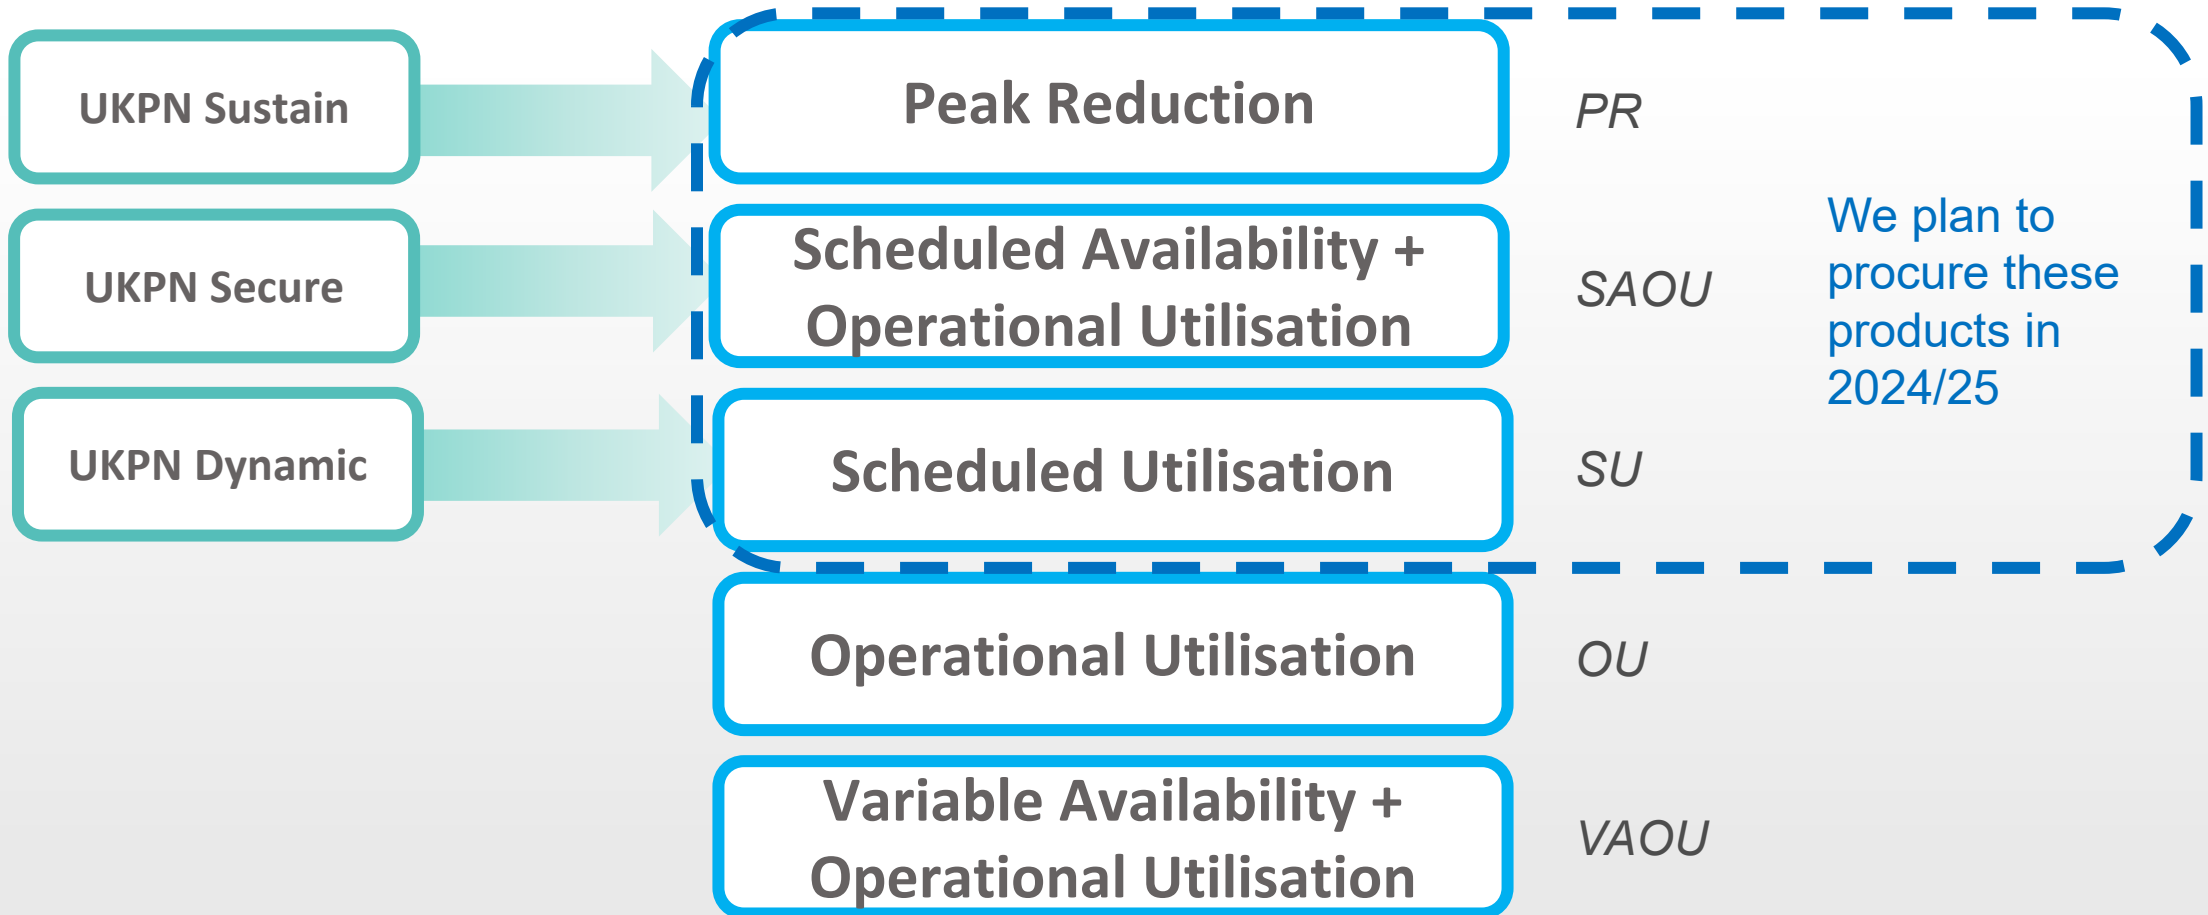 UKPN Sustain
Peak Reduction
PR
UKPN Secure
Scheduled Availability +
Operational Utilisation
SAOU
We plan to
procure these
products in
2024/25
UKPN Dynamic
Scheduled Utilisation
SU
Operational Utilisation
OU
Variable Availability +
Operational Utilisation
VAOU